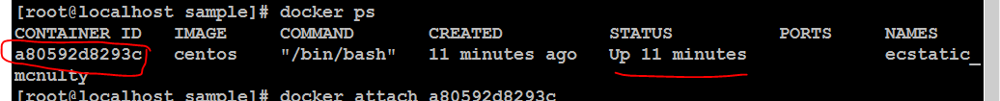 [root@localhost sample]# docker ps
CONTAINER ID   IMAGE    COMMAND       CREATED          STATUS          PORTS    NAMES
a80592d8293c   centos   "/bin/bash"   11 minutes ago   Up 11 minutes            ecstatic_
mcnulty
[root@localhost sample]# docker attach a80592d8293c